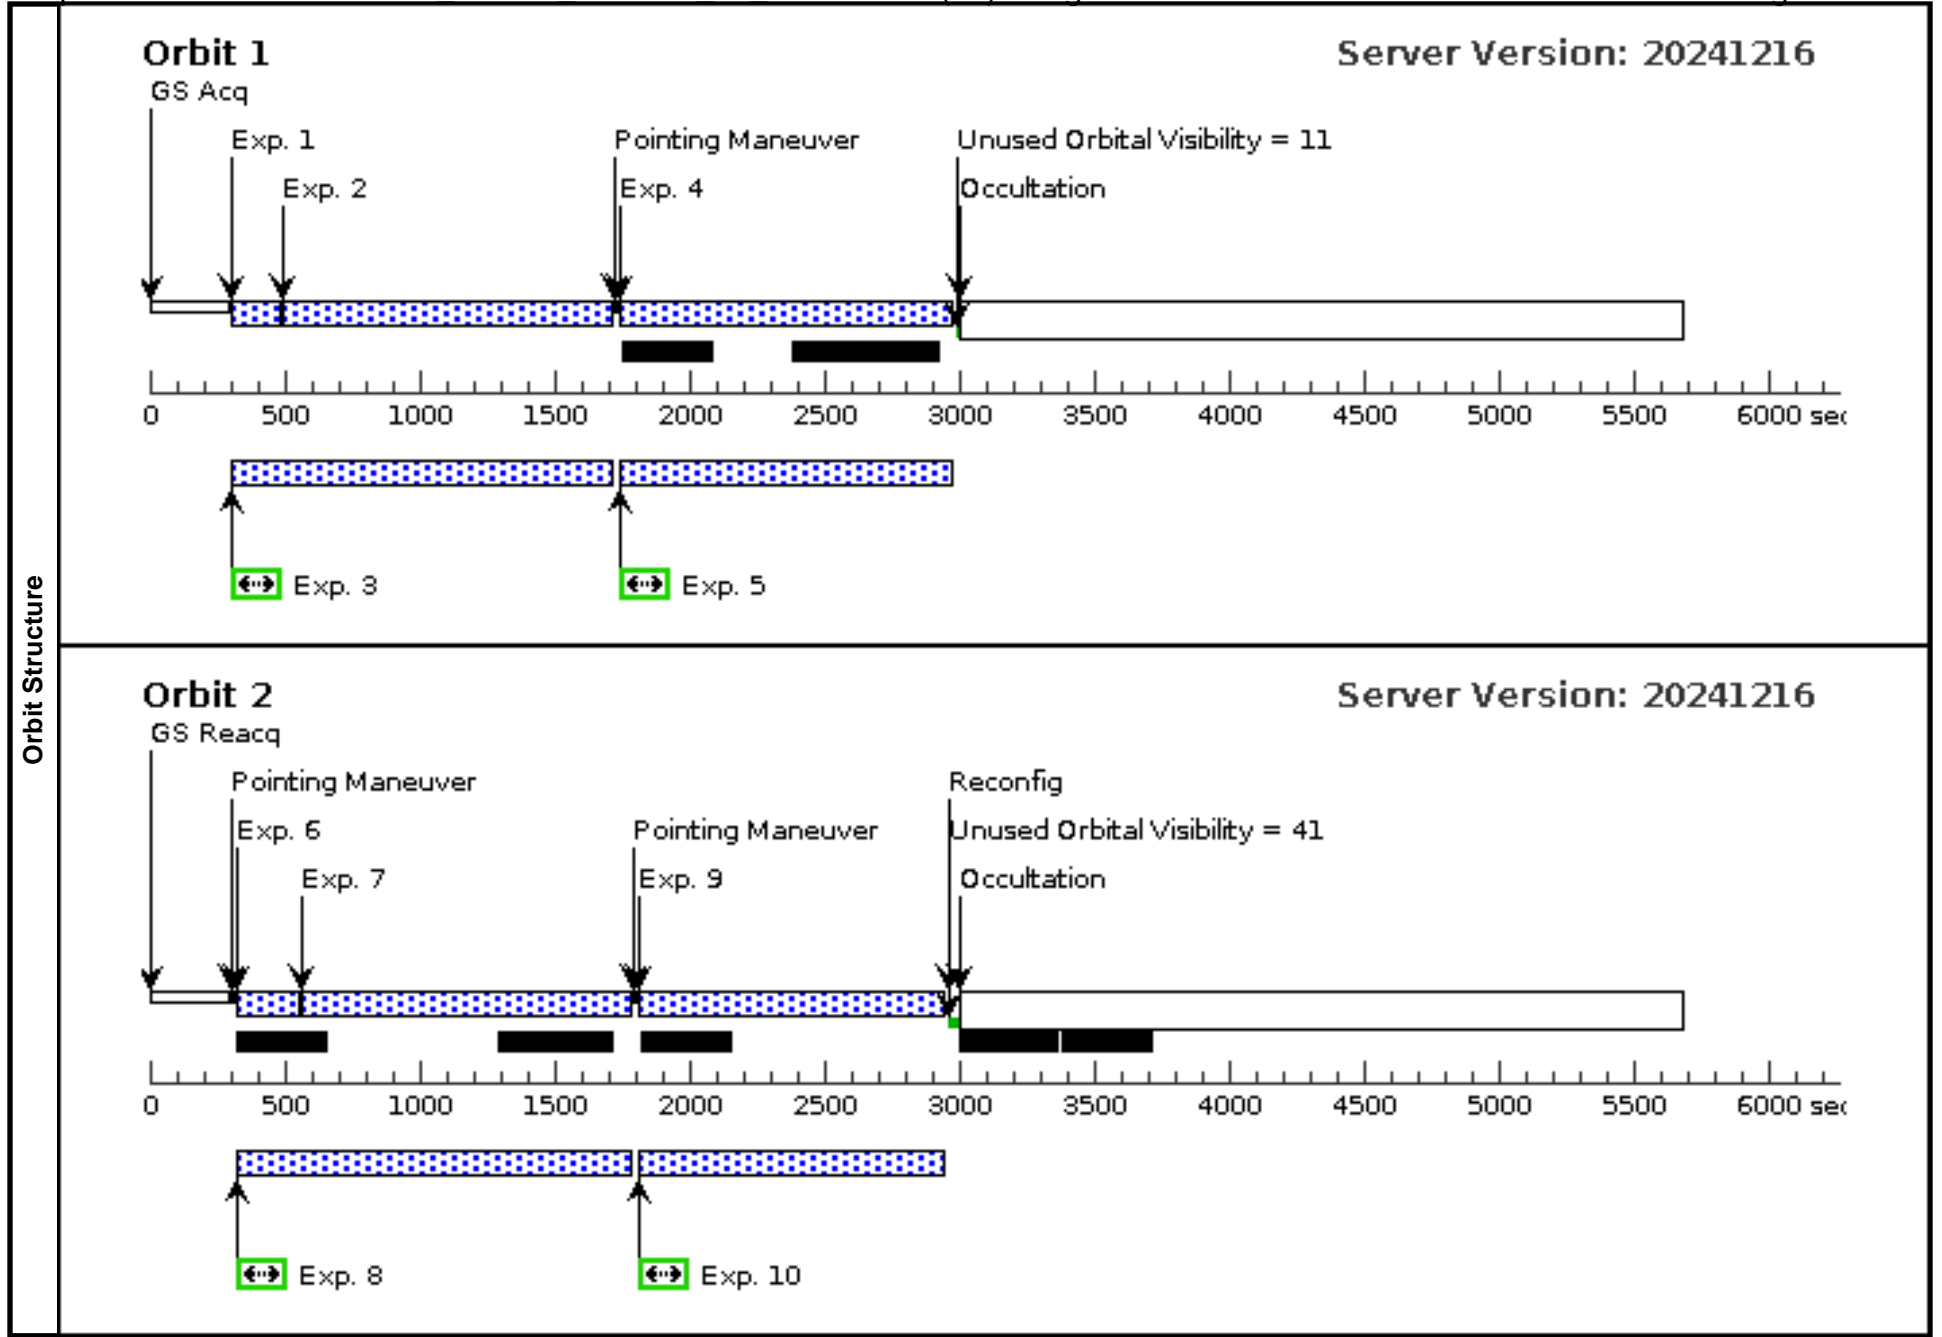 Orbit Structure
Orbit 1
Server Version: 20241216
GS Acq
Exp. 1
Pointing Maneuver
Unused Orbital Visibility = 11
Exp. 2
Exp. 4
Occultation
0 500 1000 1500 2000 2500 3000 3500 4000 4500 5000 5500 6000 sec
Exp. 3
Exp. 5
Orbit 2
Server Version: 20241216
GS Reacq
Pointing Maneuver
Reconfig
Exp. 6
Pointing Maneuver
Unused Orbital Visibility = 41
Exp. 7
Exp. 9
Occultation
0 500 1000 1500 2000 2500 3000 3500 4000 4500 5000 5500 6000 sec
Exp. 8
Exp. 10